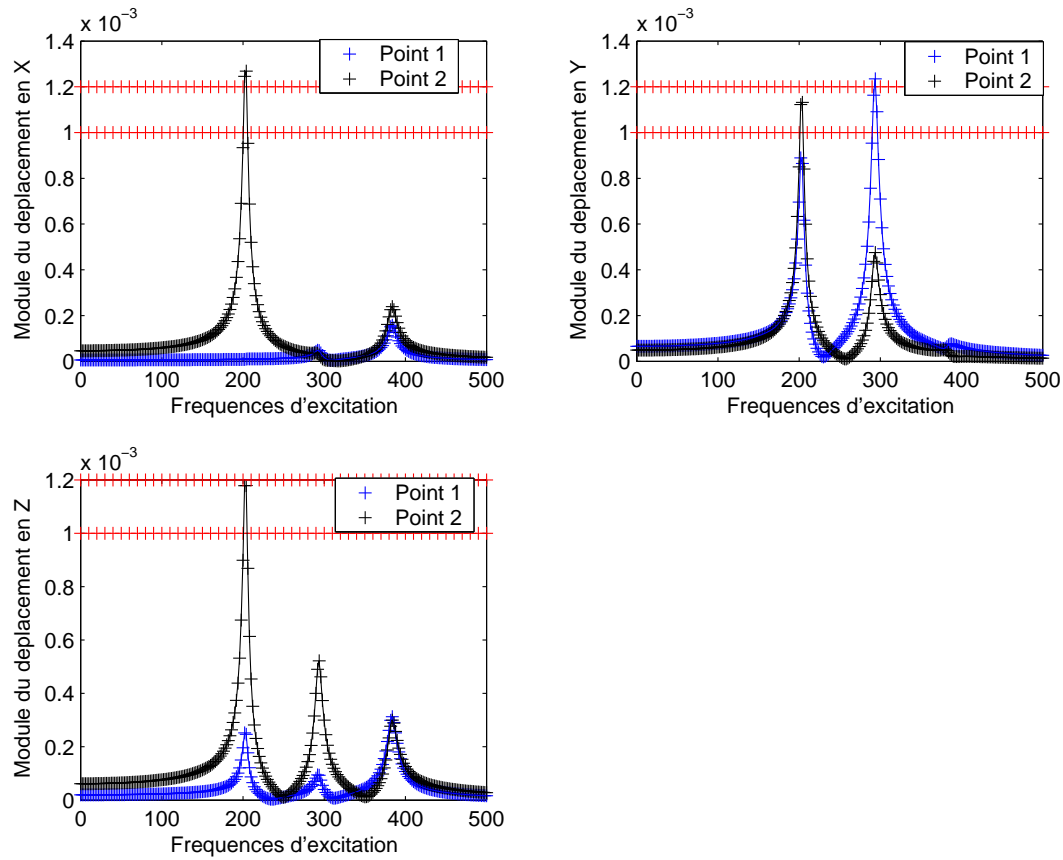 x 10⁻³
1.4
1.2
1
0.8
0.6
0.4
0.2
0
Module du deplacement en X
Point 1
Point 2
0 100 200 300 400 500
Frequences d'excitation
x 10⁻³
1.4
1.2
1
0.8
0.6
0.4
0.2
0
Module du deplacement en Y
Point 1
Point 2
0 100 200 300 400 500
Frequences d'excitation
x 10⁻³
1.2
1
0.8
0.6
0.4
0.2
0
Module du deplacement en Z
Point 1
Point 2
0 100 200 300 400 500
Frequences d'excitation